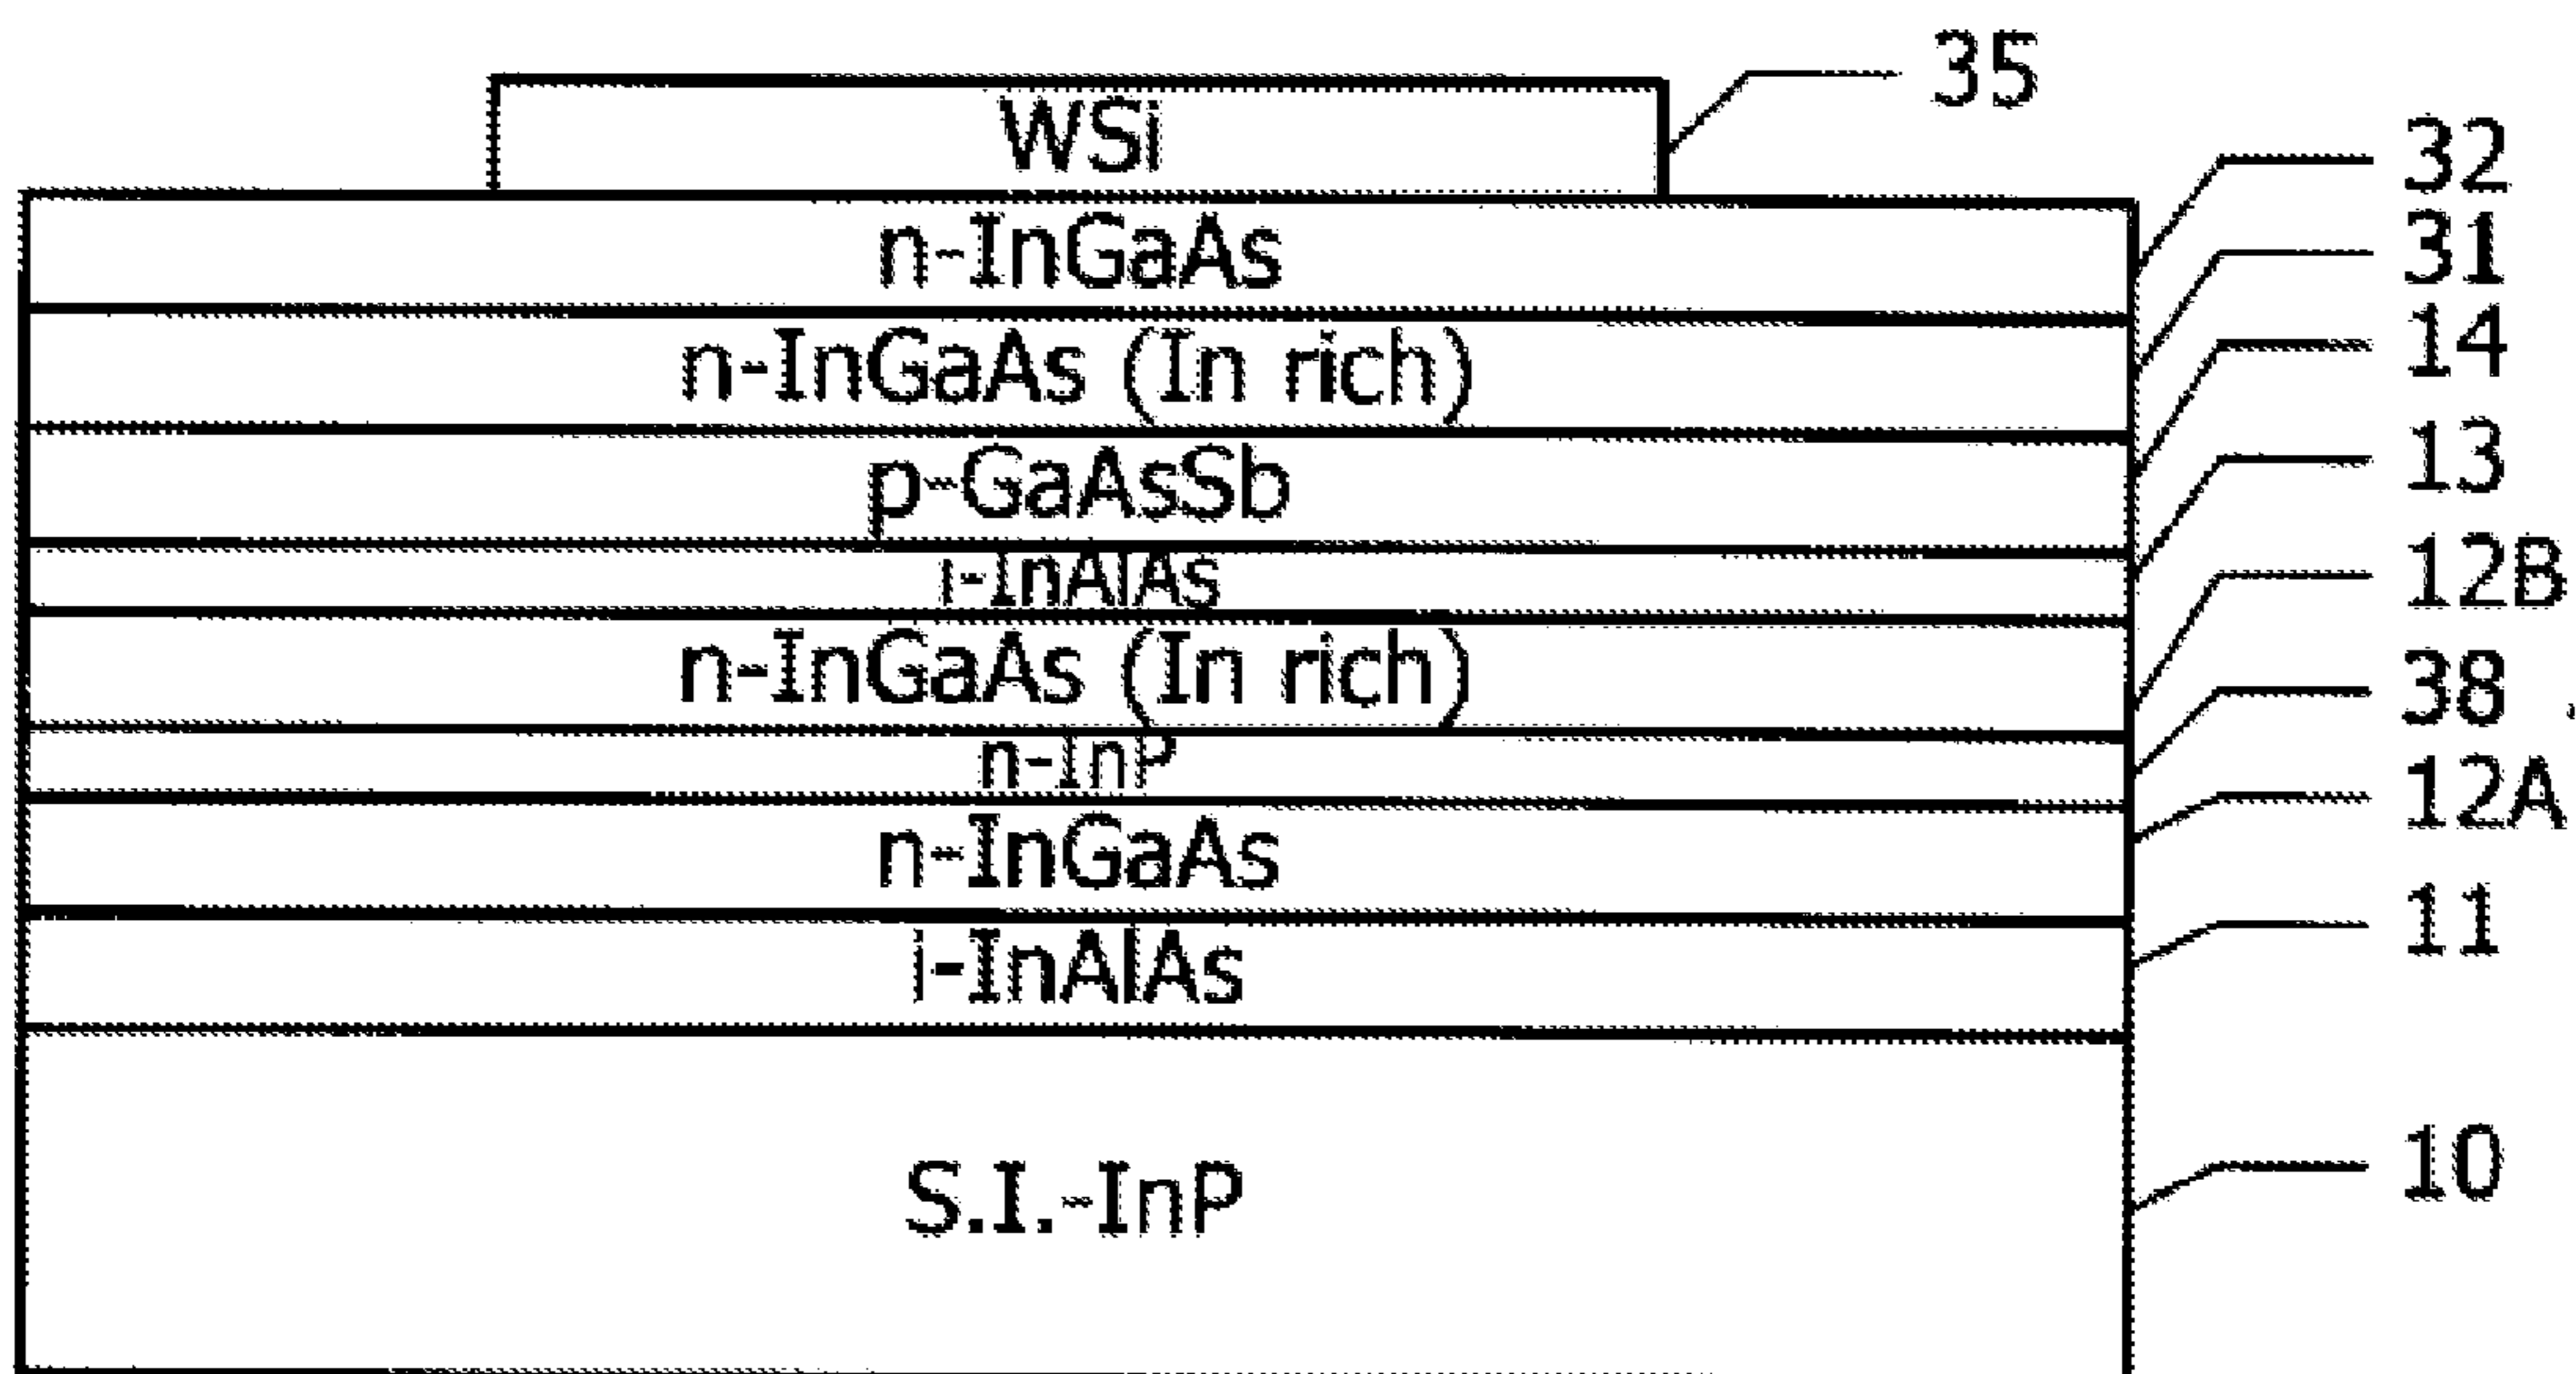 WSi 35
n-InGaAs 32
n-InGaAs (In rich) 31
p-GaAsSb 14
i-InAlAs 13
n-InGaAs (In rich) 12B
n-InP 38
n-InGaAs 12A
i-InAlAs 11
S.I.-InP 10